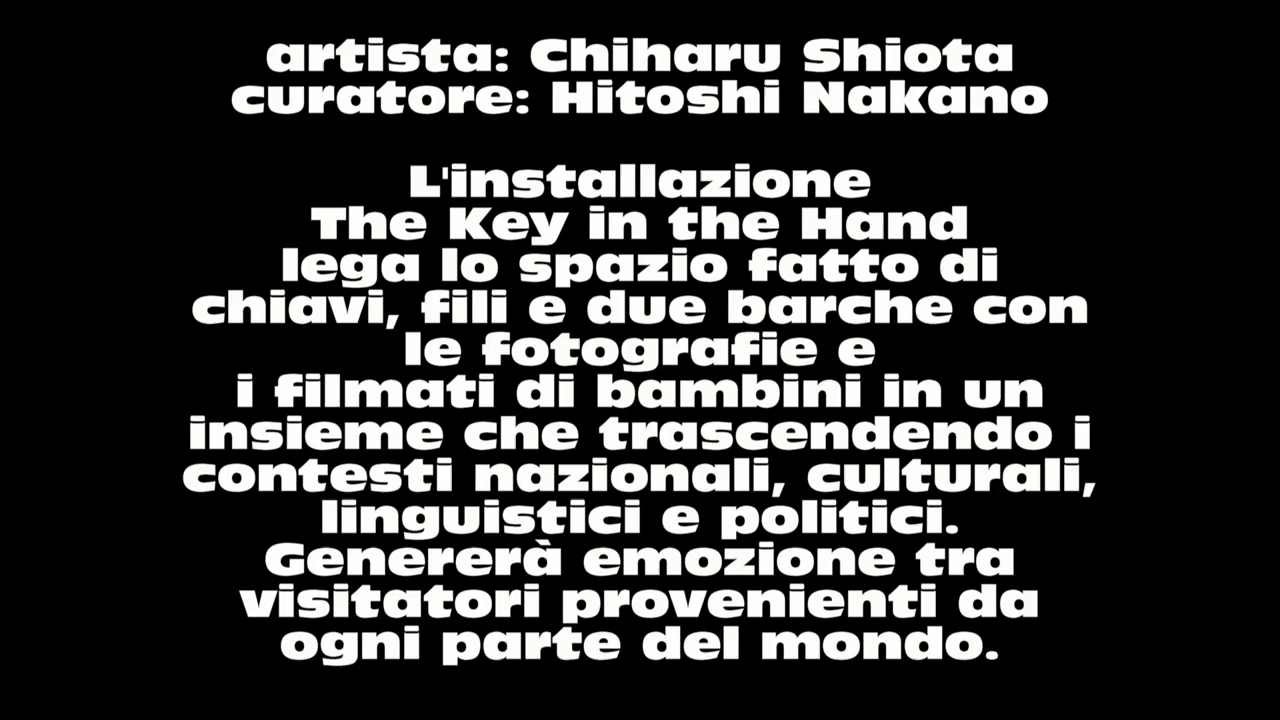 artista: Chiharu Shiota
curatore: Hitoshi Nakano
L'installazione
The Key in the Hand
lega lo spazio fatto di
chiavi, fili e due barche con
le fotografie e
i filmati di bambini in un
insieme che trascendendo i
contesti nazionali, culturali,
linguistici e politici.
Genererà emozione tra
visitatori provenienti da
ogni parte del mondo.